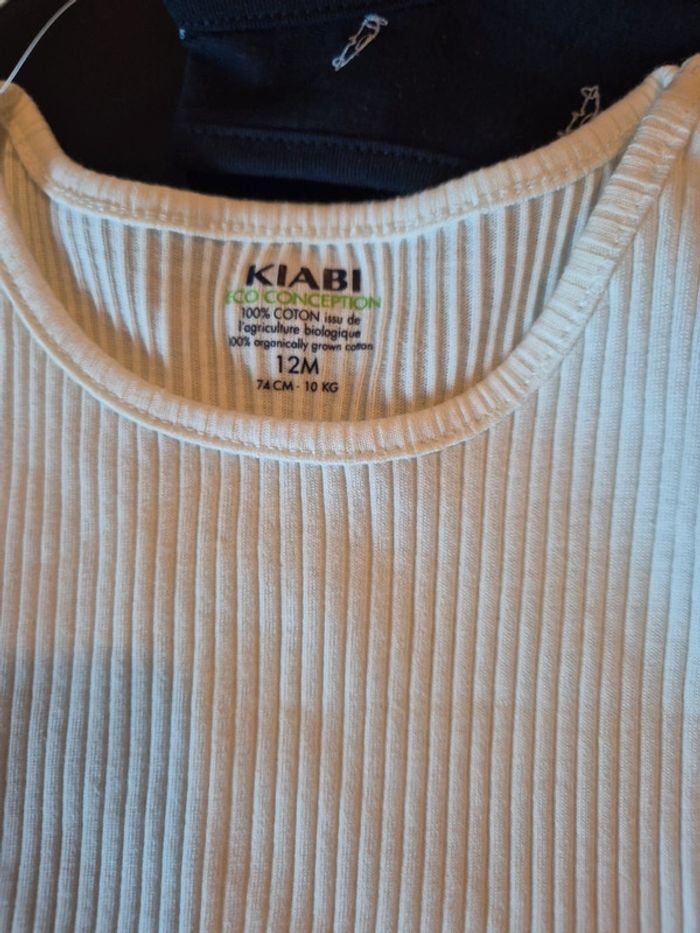 KIABI
ECO CONCEPTION
100% COTON issu de
l'agriculture biologique
100% organically grown cotton
12M
74 CM - 10 KG